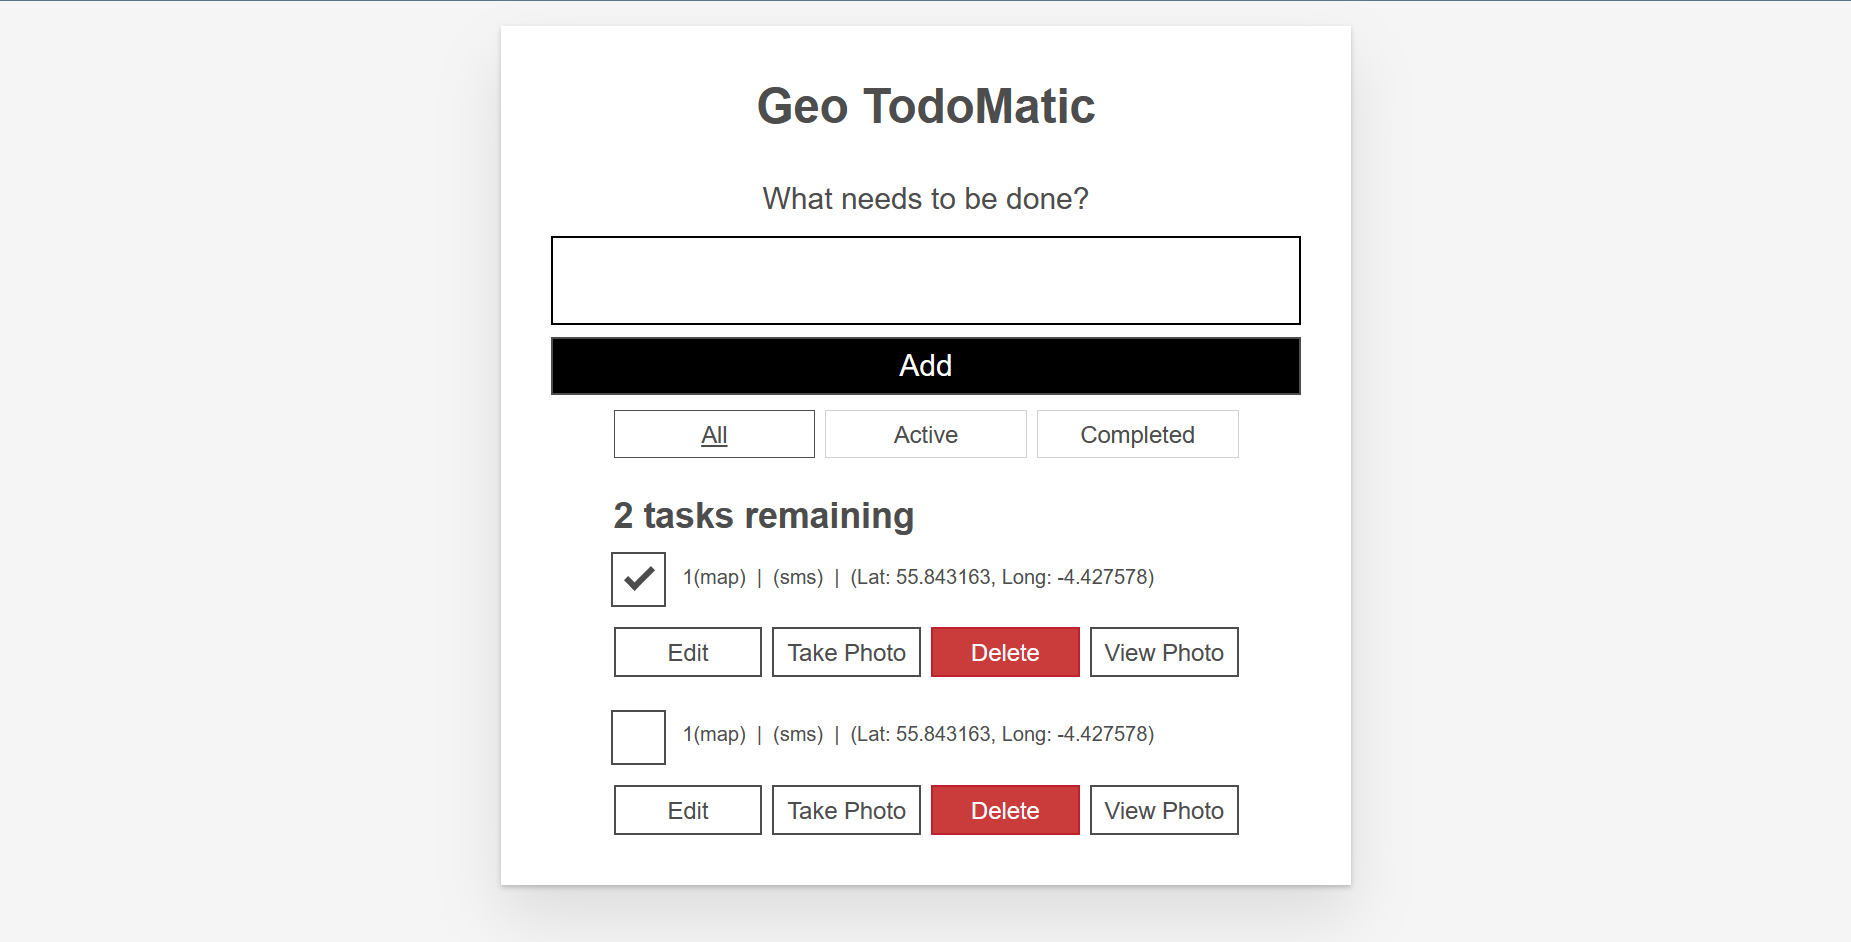 Geo TodoMatic
What needs to be done?
Add
All Active Completed
2 tasks remaining
1(map) | (sms) | (Lat: 55.843163, Long: -4.427578)
Edit Take Photo Delete View Photo
1(map) | (sms) | (Lat: 55.843163, Long: -4.427578)
Edit Take Photo Delete View Photo